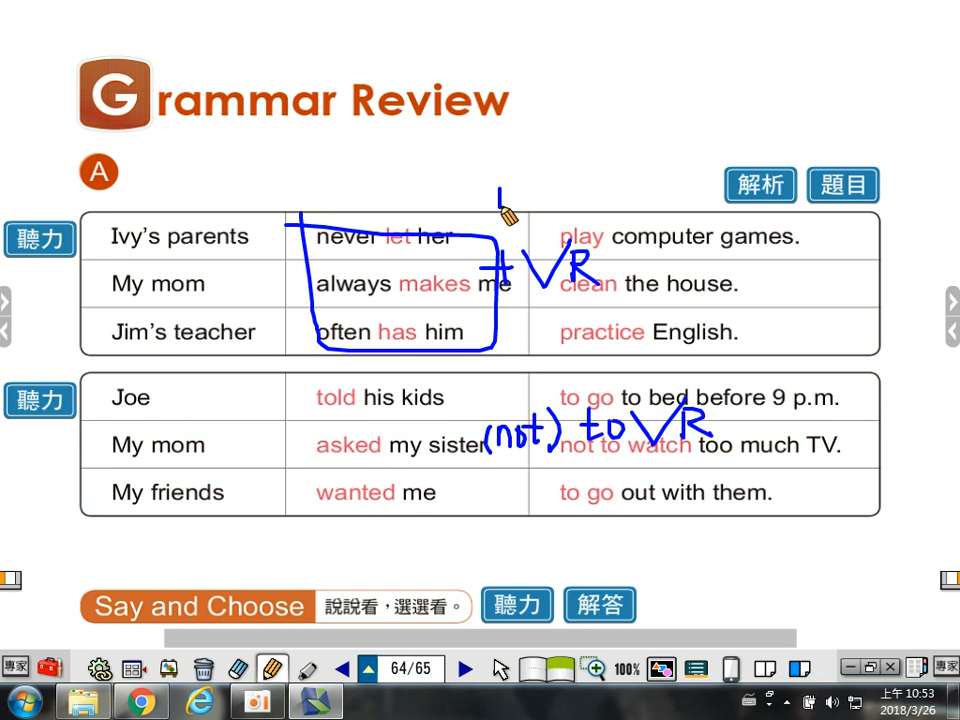 Grammar Review
A
解析 題目
聽力 Ivy's parents never let her play computer games.
My mom always makes me clean the house.
Jim's teacher often has him practice English.
+ VR
聽力 Joe told his kids to go to bed before 9 p.m.
(not) to VR
My mom asked my sister not to watch too much TV.
My friends wanted me to go out with them.
Say and Choose 說說看，選選看。 聽力 解答
專家 64/65 100% 專家
上午 10:53
2018/3/26